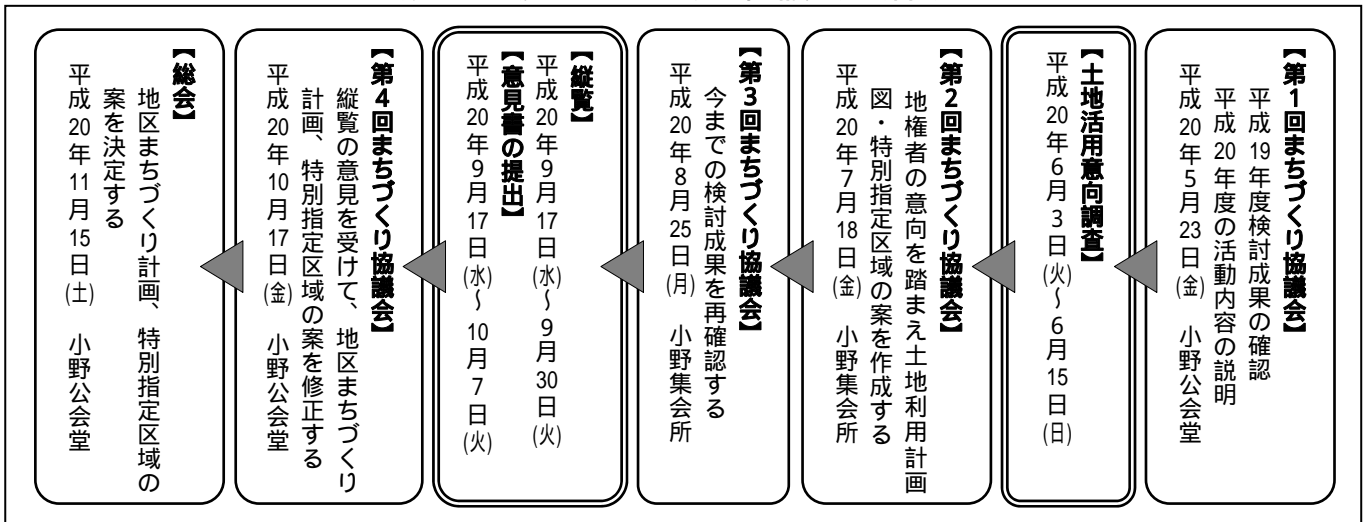 【第1回まちづくり協議会】
平成19年度検討成果の確認
平成20年度の活動内容の説明
平成20年5月23日(金)　小野公会堂
【土地活用意向調査】
平成20年6月3日(火)～6月15日(日)
【第2回まちづくり協議会】
地権者の意向を踏まえ土地利用計画
図・特別指定区域の案を作成する
平成20年7月18日(金)　小野集会所
【第3回まちづくり協議会】
今までの検討成果を再確認する
平成20年8月25日(月)　小野集会所
【縦覧】
平成20年9月17日(水)～9月30日(火)
【意見書の提出】
平成20年9月17日(水)～10月7日(火)
【第4回まちづくり協議会】
縦覧の意見を受けて、地区まちづくり
計画、特別指定区域の案を修正する
平成20年10月17日(金)　小野公会堂
【総会】
地区まちづくり計画、特別指定区域の
案を決定する
平成20年11月15日(土)　小野公会堂